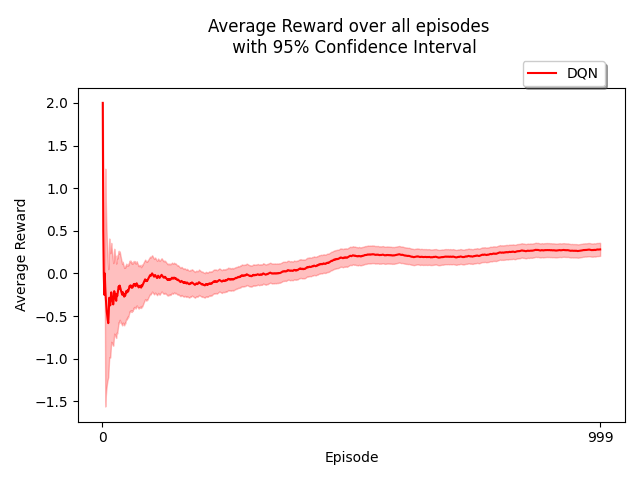 Average Reward over all episodes
with 95% Confidence Interval
DQN
2.0
1.5
1.0
0.5
0.0
−0.5
−1.0
−1.5
Average Reward
0
999
Episode